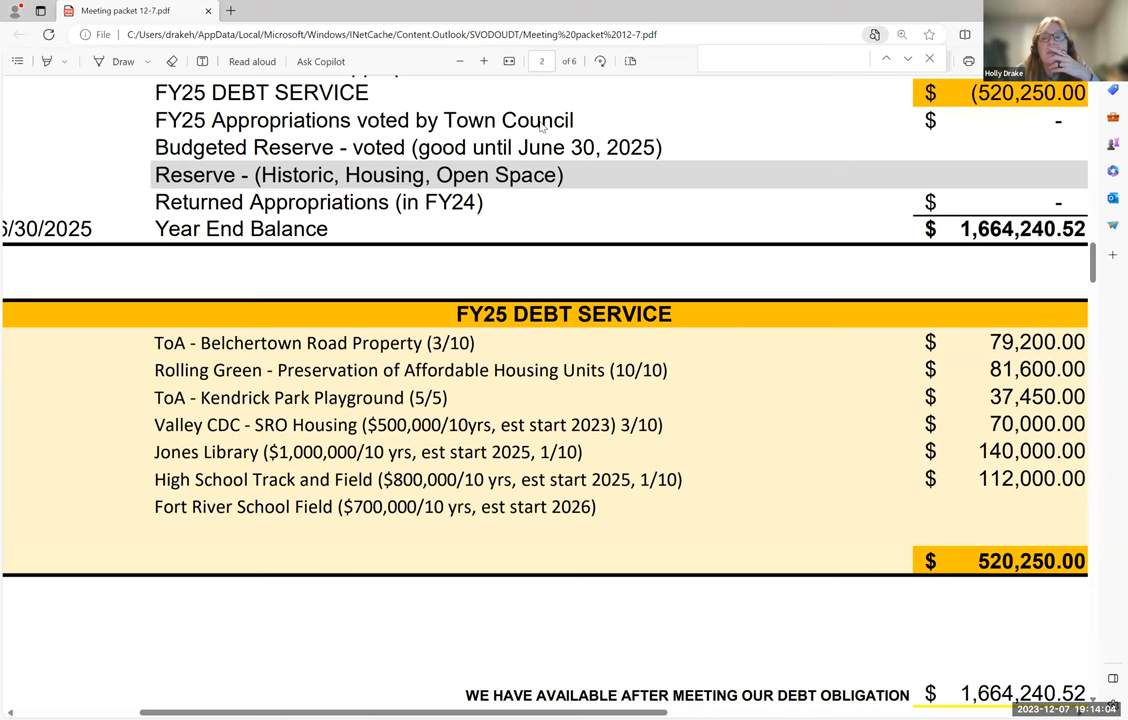 Meeting packet 12-7.pdf
File
C:/Users/drakeh/AppData/Local/Microsoft/Windows/INetCache/Content.Outlook/SVODOUDT/Meeting%20packet%2012-7.pdf
Draw
Read aloud
Ask Copilot
2 of 6
Holly Drake
FY25 DEBT SERVICE $ (520,250.00
FY25 Appropriations voted by Town Council $ -
Budgeted Reserve - voted (good until June 30, 2025)
Reserve - (Historic, Housing, Open Space)
Returned Appropriations (in FY24) $ -
6/30/2025 Year End Balance $ 1,664,240.52
FY25 DEBT SERVICE
ToA - Belchertown Road Property (3/10) $ 79,200.00
Rolling Green - Preservation of Affordable Housing Units (10/10) $ 81,600.00
ToA - Kendrick Park Playground (5/5) $ 37,450.00
Valley CDC - SRO Housing ($500,000/10yrs, est start 2023) 3/10) $ 70,000.00
Jones Library ($1,000,000/10 yrs, est start 2025, 1/10) $ 140,000.00
High School Track and Field ($800,000/10 yrs, est start 2025, 1/10) $ 112,000.00
Fort River School Field ($700,000/10 yrs, est start 2026)
$ 520,250.00
WE HAVE AVAILABLE AFTER MEETING OUR DEBT OBLIGATION $ 1,664,240.52
2023-12-07 19:14:04